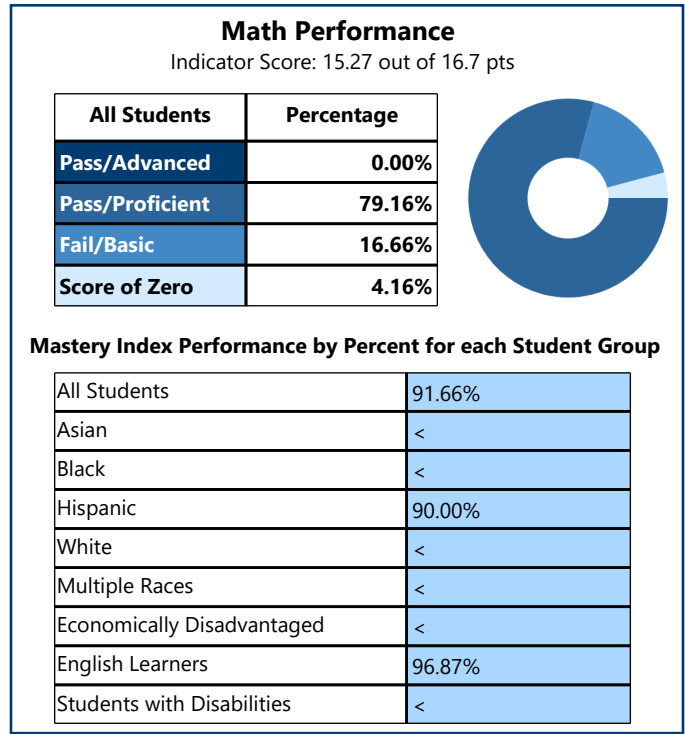 Math Performance
Indicator Score: 15.27 out of 16.7 pts
All Students Percentage
Pass/Advanced 0.00%
Pass/Proficient 79.16%
Fail/Basic 16.66%
Score of Zero 4.16%
Mastery Index Performance by Percent for each Student Group
All Students 91.66%
Asian <
Black <
Hispanic 90.00%
White <
Multiple Races <
Economically Disadvantaged <
English Learners 96.87%
Students with Disabilities <